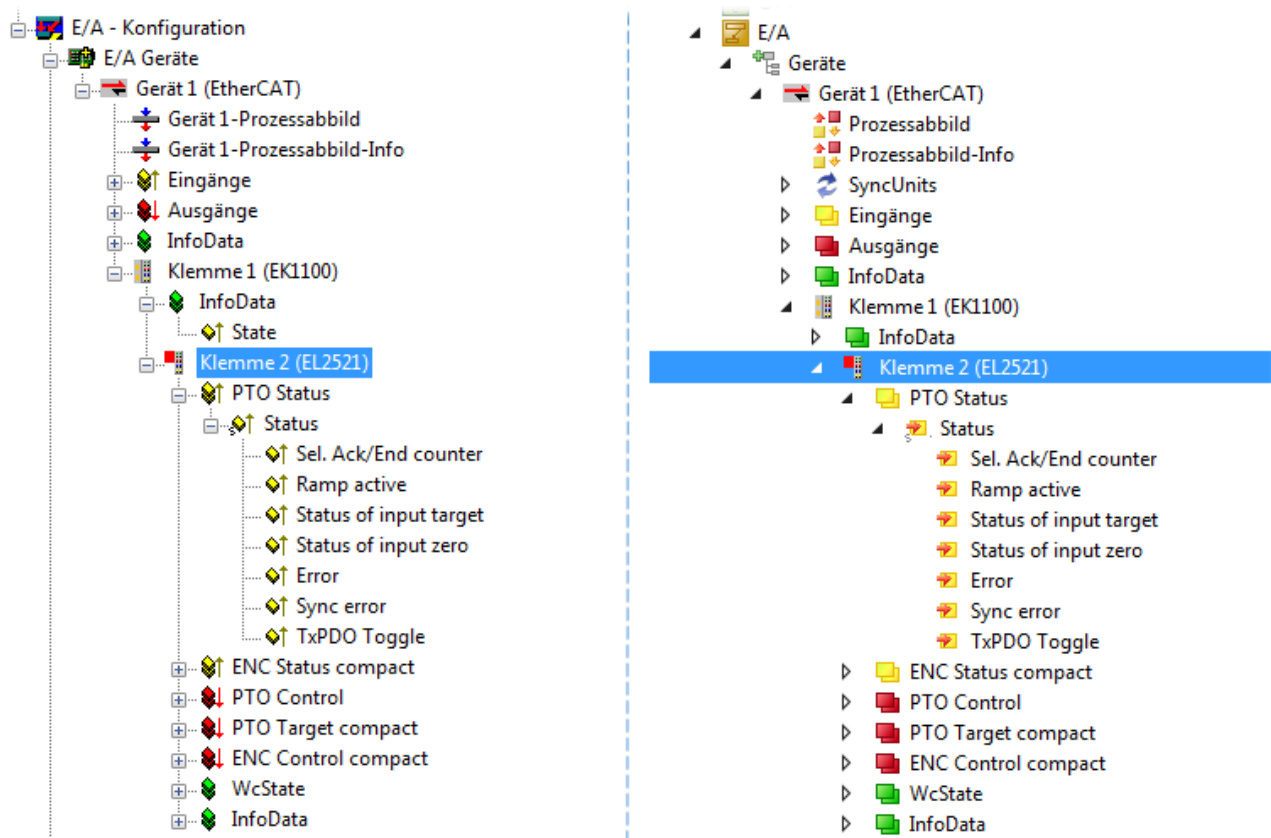 E/A - Konfiguration
E/A Geräte
Gerät 1 (EtherCAT)
Gerät 1-Prozessabbild
Gerät 1-Prozessabbild-Info
Eingänge
Ausgänge
InfoData
Klemme 1 (EK1100)
InfoData
State
Klemme 2 (EL2521)
PTO Status
Status
Sel. Ack/End counter
Ramp active
Status of input target
Status of input zero
Error
Sync error
TxPDO Toggle
ENC Status compact
PTO Control
PTO Target compact
ENC Control compact
WcState
InfoData
E/A
Geräte
Gerät 1 (EtherCAT)
Prozessabbild
Prozessabbild-Info
SyncUnits
Eingänge
Ausgänge
InfoData
Klemme 1 (EK1100)
InfoData
Klemme 2 (EL2521)
PTO Status
Status
Sel. Ack/End counter
Ramp active
Status of input target
Status of input zero
Error
Sync error
TxPDO Toggle
ENC Status compact
PTO Control
PTO Target compact
ENC Control compact
WcState
InfoData